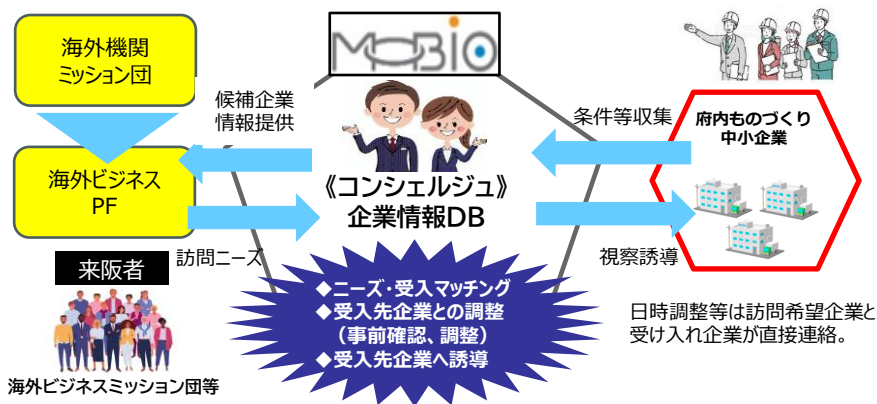 海外機関
ミッション団
海外ビジネス
PF
来阪者
海外ビジネスミッション団等
候補企業
情報提供
訪問ニーズ
MOBIO
《コンシェルジュ》
企業情報DB
◆ニーズ・受入マッチング
◆受入先企業との調整
（事前確認、調整）
◆受入先企業へ誘導
条件等収集
視察誘導
府内ものづくり
中小企業
日時調整等は訪問希望企業と
受け入れ企業が直接連絡。